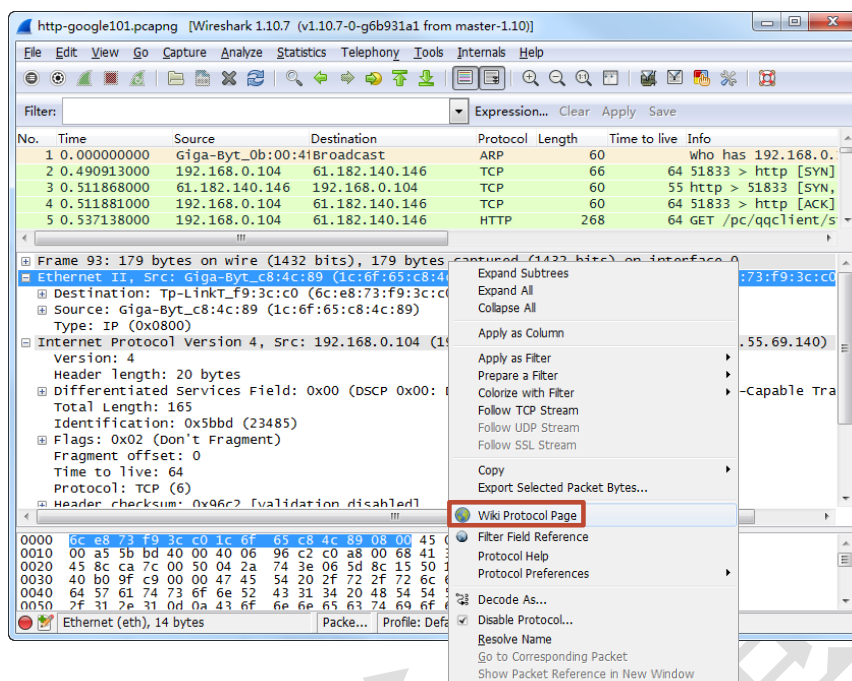 http-google101.pcapng [Wireshark 1.10.7 (v1.10.7-0-g6b931a1 from master-1.10)]
File Edit View Go Capture Analyze Statistics Telephony Tools Internals Help
Filter: Expression... Clear Apply Save
No. Time Source Destination Protocol Length Time to live Info
1 0.000000000 Giga-Byt_0b:00:41 Broadcast ARP 60 who has 192.168.0.
2 0.490913000 192.168.0.104 61.182.140.146 TCP 66 64 51833 > http [SYN]
3 0.511868000 61.182.140.146 192.168.0.104 TCP 60 55 http > 51833 [SYN,
4 0.511881000 192.168.0.104 61.182.140.146 TCP 60 64 51833 > http [ACK]
5 0.537138000 192.168.0.104 61.182.140.146 HTTP 268 64 GET /pc/qqclient/s
Frame 93: 179 bytes on wire (1432 bits), 179 bytes captured (1432 bits) on interface 0
Ethernet II, Src: Giga-Byt_c8:4c:89 (1c:6f:65:c8:4c :73:f9:3c:c0
Destination: Tp-LinkT_f9:3c:c0 (6c:e8:73:f9:3c:c0
Source: Giga-Byt_c8:4c:89 (1c:6f:65:c8:4c:89)
Type: IP (0x0800)
Internet Protocol Version 4, Src: 192.168.0.104 (19 .55.69.140)
Version: 4
Header length: 20 bytes
Differentiated Services Field: 0x00 (DSCP 0x00: -Capable Tra
Total Length: 165
Identification: 0x5bbd (23485)
Flags: 0x02 (Don't Fragment)
Fragment offset: 0
Time to live: 64
Protocol: TCP (6)
Header checksum: 0x96c2 [validation disabled]
0000 6c e8 73 f9 3c c0 1c 6f 65 c8 4c 89 08 00 45 0
0010 00 a5 5b bd 40 00 40 06 96 c2 c0 a8 00 68 41 3
0020 45 8c ca 7c 00 50 04 2a 74 3e 06 5d 8c 15 50 1
0030 40 b0 9f c9 00 00 47 45 54 20 2f 72 2f 72 6c 6
0040 64 57 61 74 73 6f 6e 52 43 31 34 20 48 54 54 5
0050 2f 31 2e 31 0d 0a 43 6f 6e 6e 65 63 74 69 6f 6
Ethernet (eth), 14 bytes Packe... Profile: Defa
Expand Subtrees
Expand All
Collapse All
Apply as Column
Apply as Filter
Prepare a Filter
Colorize with Filter
Follow TCP Stream
Follow UDP Stream
Follow SSL Stream
Copy
Export Selected Packet Bytes...
Wiki Protocol Page
Filter Field Reference
Protocol Help
Protocol Preferences
Decode As...
Disable Protocol...
Resolve Name
Go to Corresponding Packet
Show Packet Reference in New Window